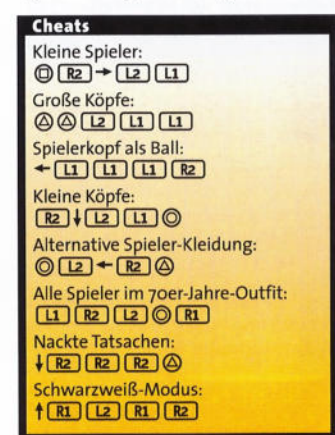 Cheats
Kleine Spieler:
□ R2 → L2 L1
Große Köpfe:
△ △ L2 L1 L1
Spielerkopf als Ball:
← L1 L1 L1 R2
Kleine Köpfe:
R2 ↓ L2 L1 ○
Alternative Spieler-Kleidung:
○ L2 ← R2 △
Alle Spieler im 70er-Jahre-Outfit:
L1 R2 L2 ○ R1
Nackte Tatsachen:
↓ R2 R2 R2 △
Schwarzweiß-Modus:
↑ R1 L2 R1 R2